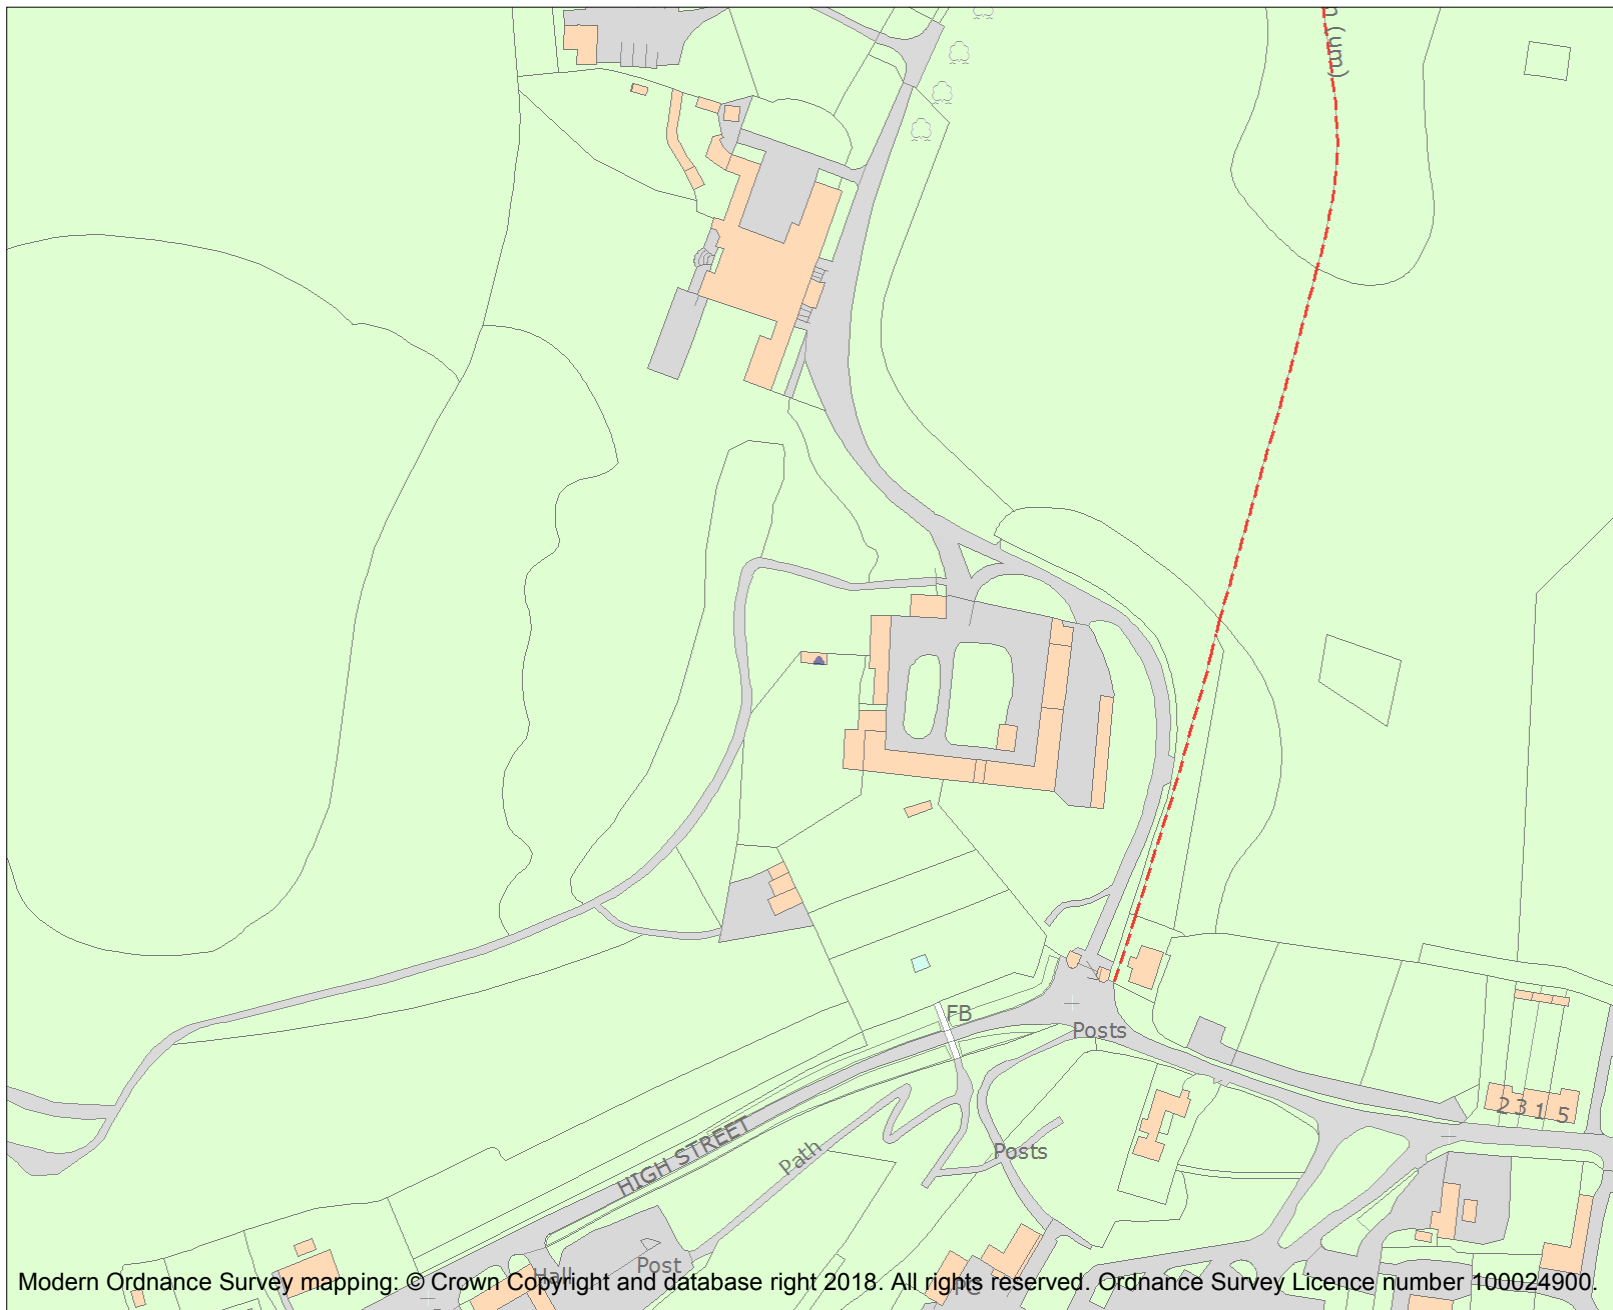 n (um)
FB
Posts
2 3 1 5
HIGH STREET
Path
Posts
Hall
Post
Modern Ordnance Survey mapping: © Crown Copyright and database right 2018. All rights reserved. Ordnance Survey Licence number 100024900.